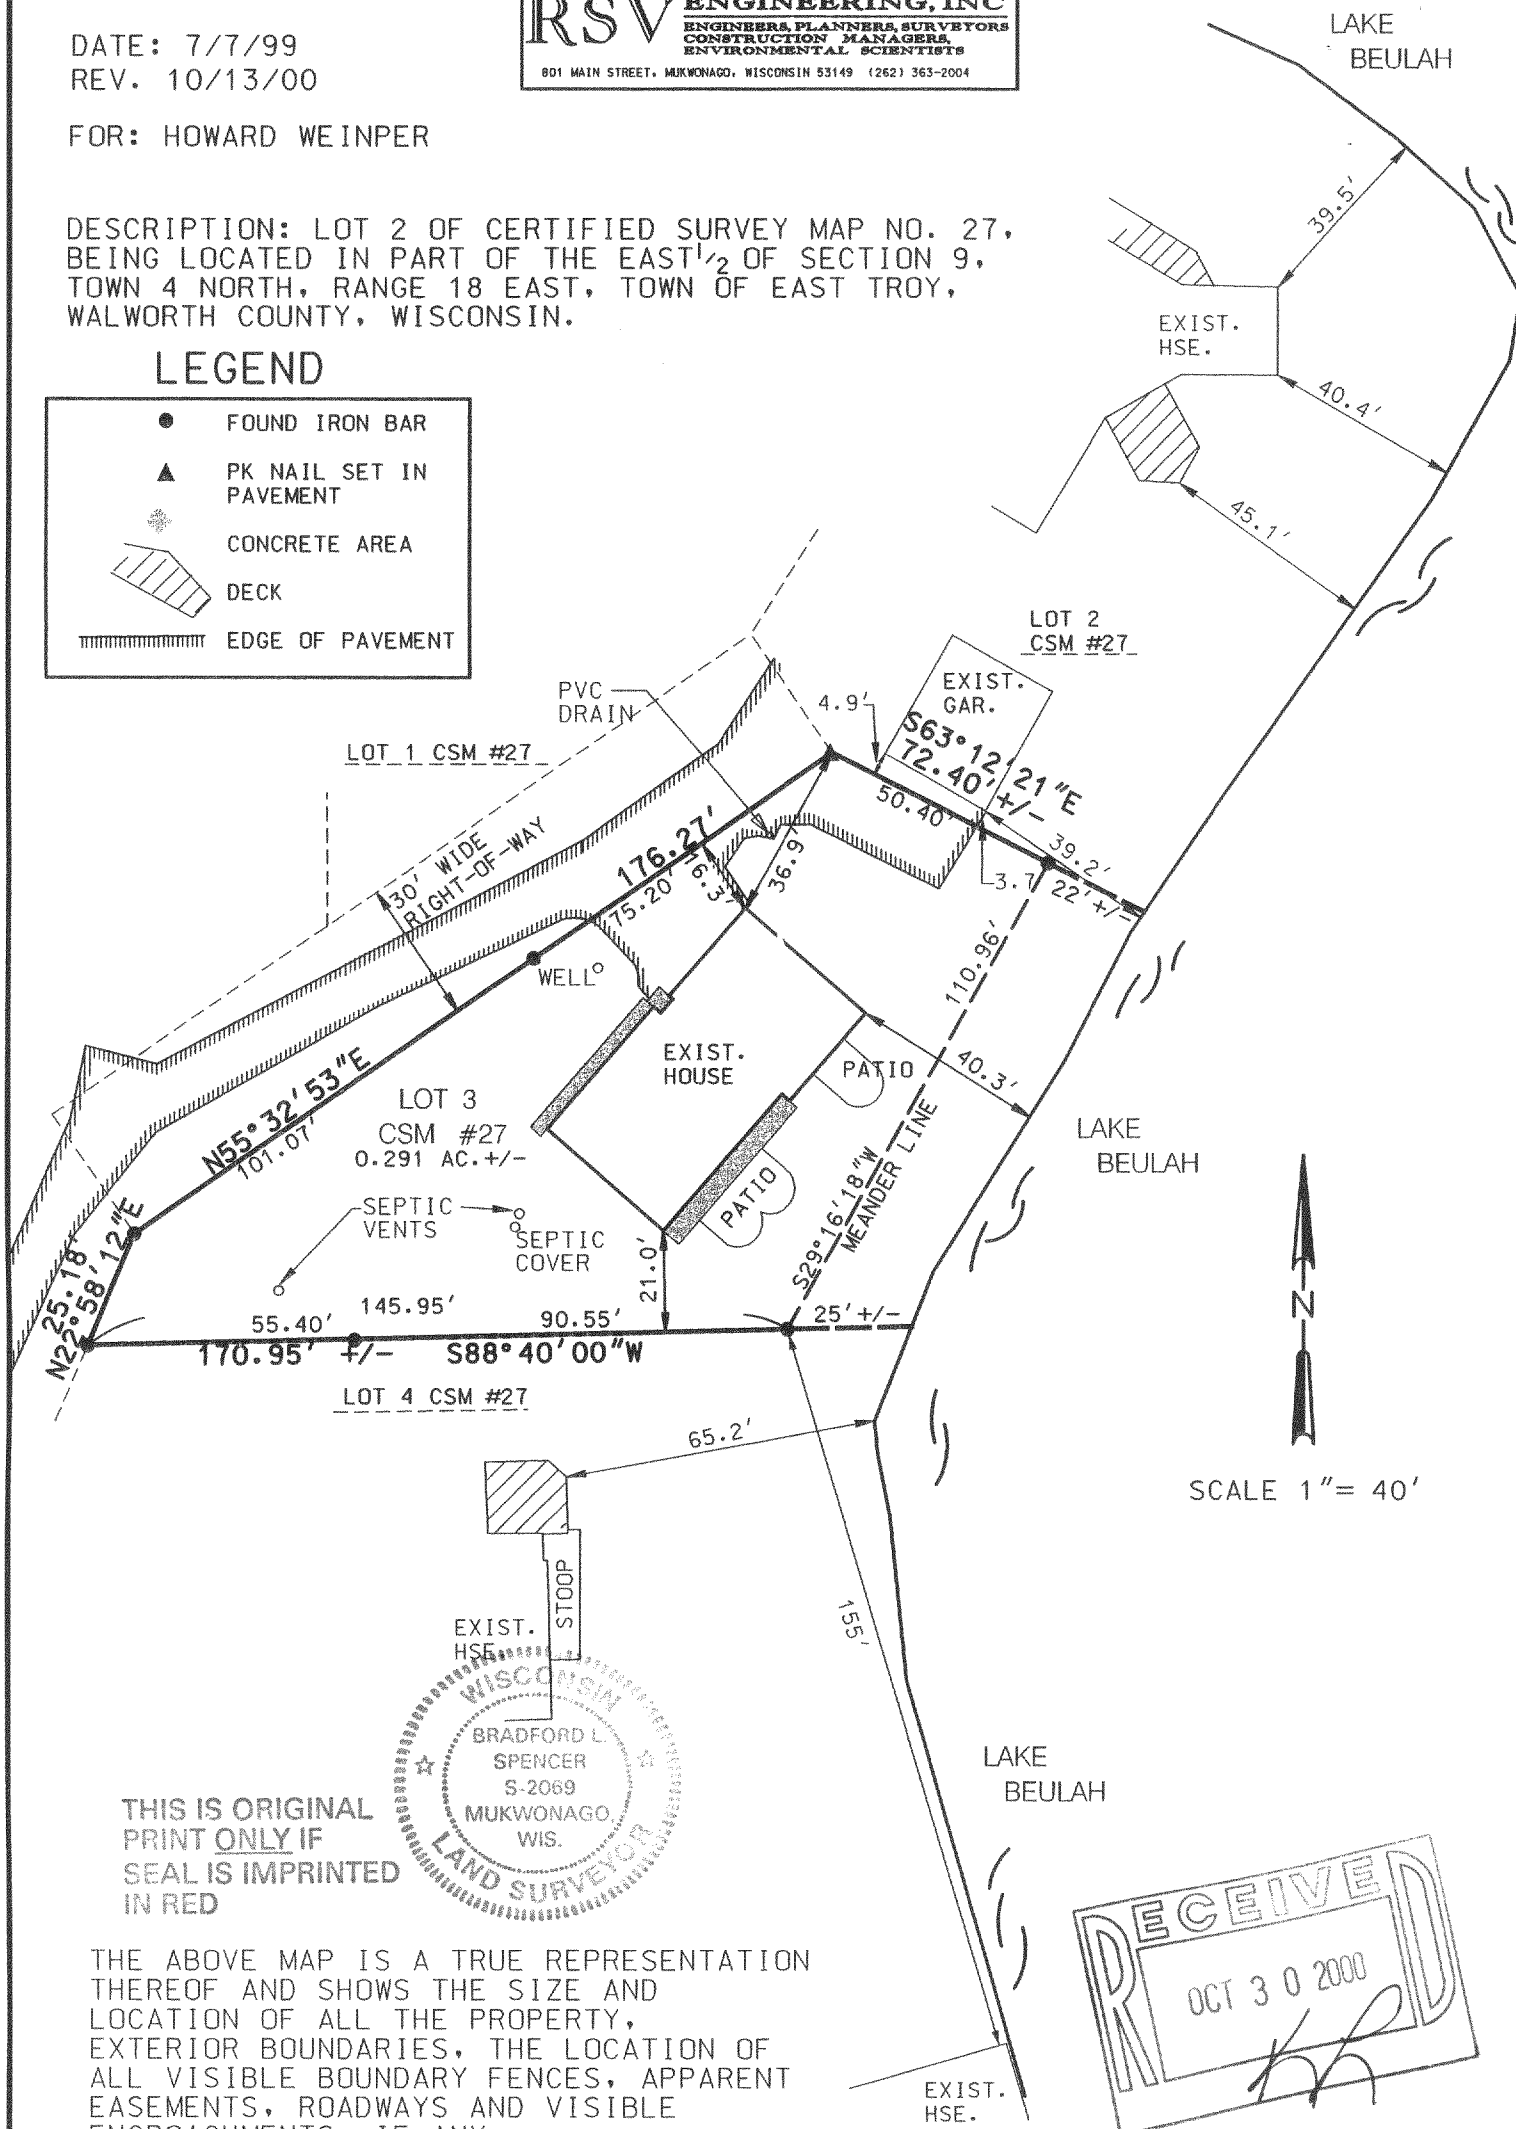 RSV ENGINEERING, INC
ENGINEERS, PLANNERS, SURVEYORS
CONSTRUCTION MANAGERS,
ENVIRONMENTAL SCIENTISTS
801 MAIN STREET, MUKWONAGO, WISCONSIN 53149 (262) 363-2004
DATE: 7/7/99
REV. 10/13/00
FOR: HOWARD WEINPER
DESCRIPTION: LOT 2 OF CERTIFIED SURVEY MAP NO. 27,
BEING LOCATED IN PART OF THE EAST 1/2 OF SECTION 9,
TOWN 4 NORTH, RANGE 18 EAST, TOWN OF EAST TROY,
WALWORTH COUNTY, WISCONSIN.
LEGEND
FOUND IRON BAR
PK NAIL SET IN
PAVEMENT
CONCRETE AREA
DECK
EDGE OF PAVEMENT
LAKE
BEULAH
39.5'
EXIST.
HSE.
40.4'
45.1'
LOT 2
CSM #27
EXIST.
GAR.
4.9'
S63°12'21"E
72.40'+/-
50.40'
39.2'
3.7
22'+/-
PVC
DRAIN
LOT 1 CSM #27
30' WIDE
RIGHT-OF-WAY
176.27'
75.20'
16.3'
36.9'
WELL
110.96'
EXIST.
HOUSE
PATIO
40.3'
N55°32'53"E
101.07'
LOT 3
CSM #27
0.291 AC.+/-
LAKE
BEULAH
SEPTIC
VENTS
SEPTIC
COVER
PATIO
S29°16'18"W
MEANDER LINE
21.0'
25.18'
N22°58'12"E
55.40'
145.95'
90.55'
25'+/-
170.95' +/-
S88°40'00"W
LOT 4 CSM #27
65.2'
N
SCALE 1"= 40'
STOOP
EXIST.
HSE.
155'
WISCONSIN
BRADFORD L.
SPENCER
S-2069
MUKWONAGO,
WIS.
LAND SURVEYOR
LAKE
BEULAH
THIS IS ORIGINAL
PRINT ONLY IF
SEAL IS IMPRINTED
IN RED
RECEIVED
OCT 30 2000
THE ABOVE MAP IS A TRUE REPRESENTATION
THEREOF AND SHOWS THE SIZE AND
LOCATION OF ALL THE PROPERTY,
EXTERIOR BOUNDARIES, THE LOCATION OF
ALL VISIBLE BOUNDARY FENCES, APPARENT
EASEMENTS, ROADWAYS AND VISIBLE
EXIST.
HSE.